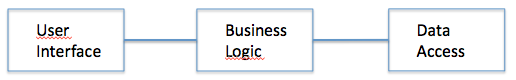 User
Interface
Business
Logic
Data
Access